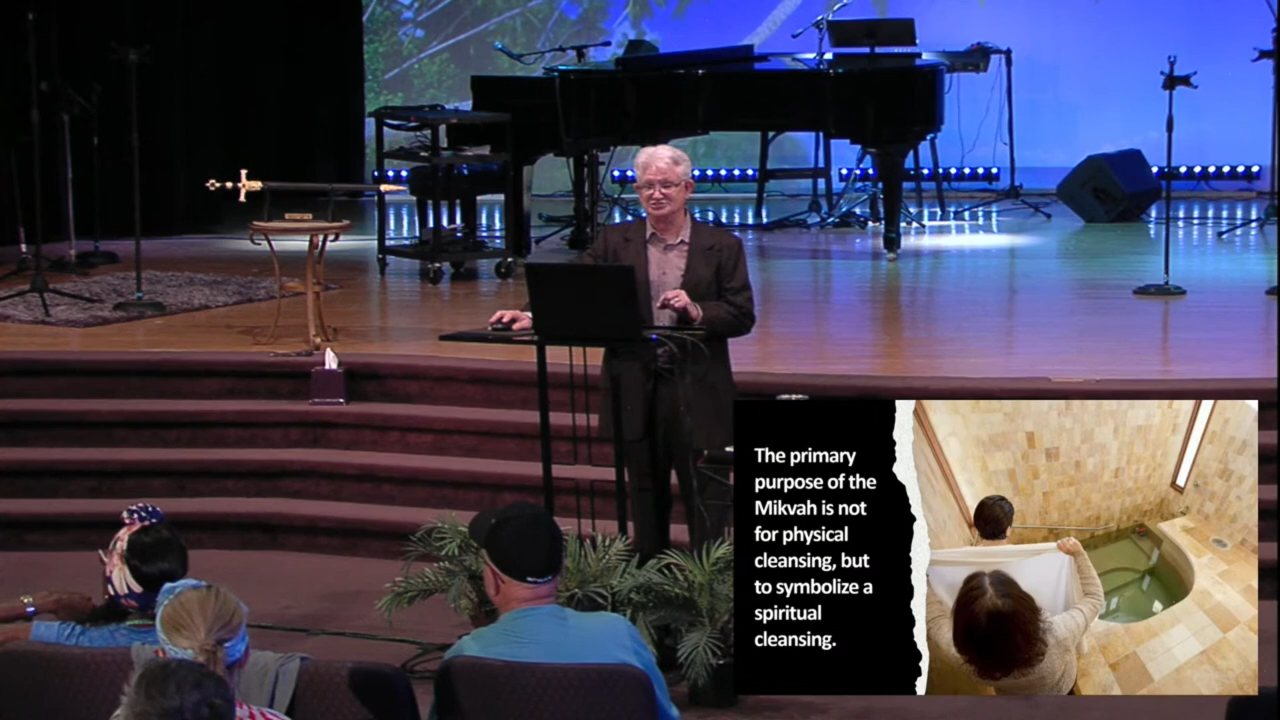 The primary
purpose of the
Mikvah is not
for physical
cleansing, but
to symbolize a
spiritual
cleansing.